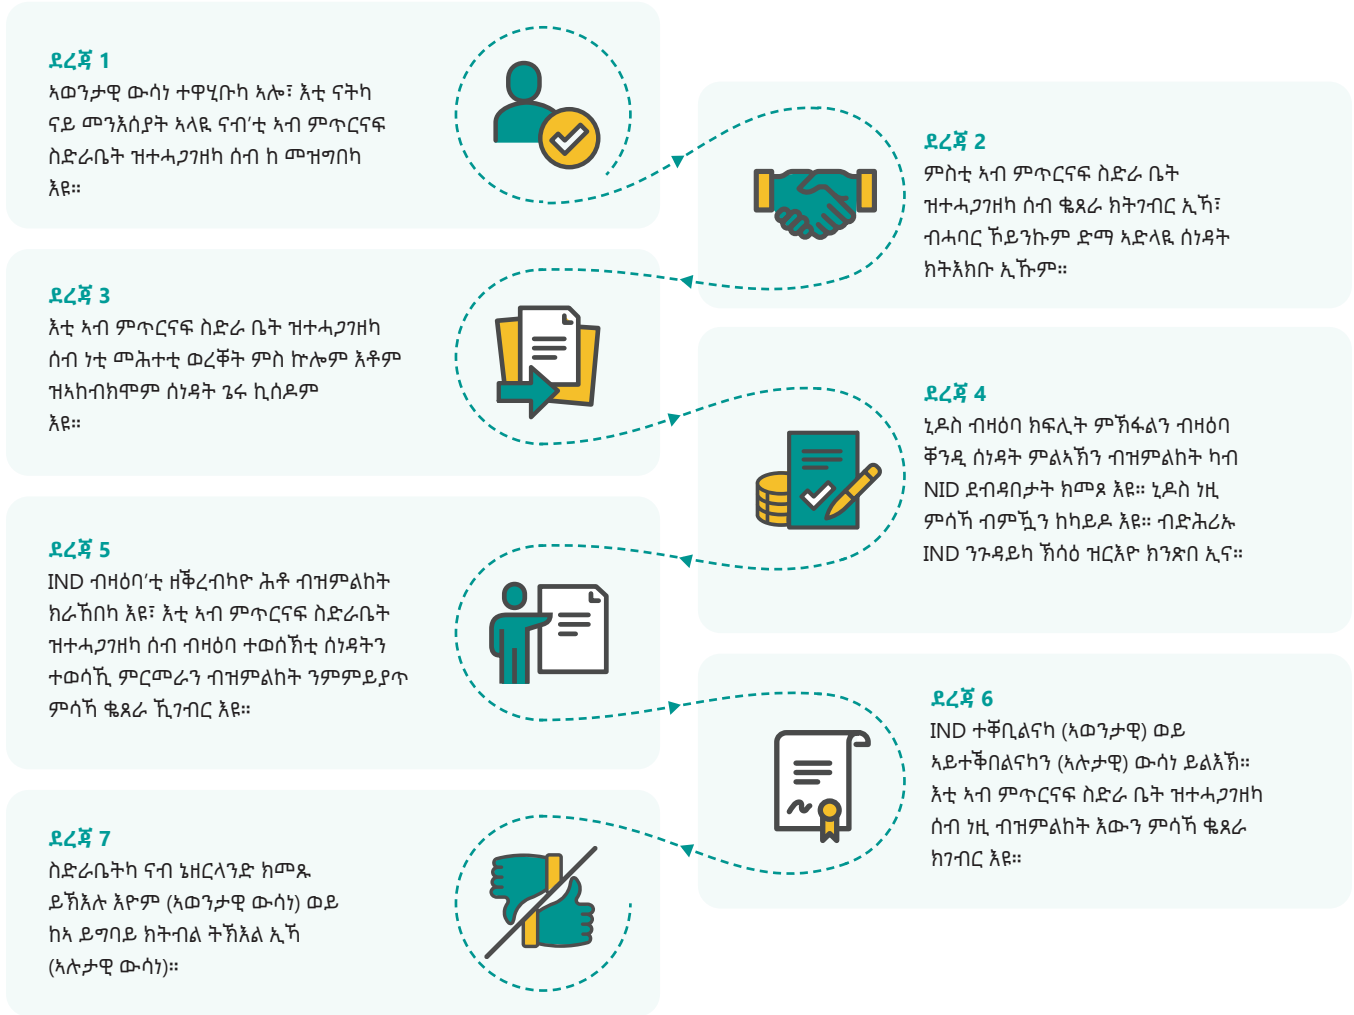 ደረጃ 1
ኣወንታዊ ውሳነ ተዋሂቡካ ኣሎ፣ እቲ ናትካ
ናይ መንእሰያት ኣላዪ ናብ’ቲ ኣብ ምጥርናፍ
ስድራቤት ዝተሓጋገዘካ ሰብ ከ መዝግበካ
እዩ።
ደረጃ 2
ምስቲ ኣብ ምጥርናፍ ስድራ ቤት
ዝተሓጋገዘካ ሰብ ቈጸራ ክትገብር ኢኻ፣
ብሓባር ኾይንኩም ድማ ኣድላዪ ሰነዳት
ክትእክቡ ኢኹም።
ደረጃ 3
እቲ ኣብ ምጥርናፍ ስድራ ቤት ዝተሓጋገዘካ
ሰብ ነቲ መሕተቲ ወረቐት ምስ ኵሎም እቶም
ዝኣከብክሞም ሰነዳት ጌሩ ኪሰዶም
እዩ።
ደረጃ 4
ኒዶስ ብዛዕባ ክፍሊት ምኽፋልን ብዛዕባ
ቐንዲ ሰነዳት ምልኣኽን ብዝምልከት ካብ
NID ደብዳበታት ክመጾ እዩ። ኒዶስ ነዚ
ምሳኻ ብምዃን ከካይዶ እዩ። ብድሕሪኡ
IND ንጉዳይካ ኽሳዕ ዝርእዮ ክንጽበ ኢና።
ደረጃ 5
IND ብዛዕባ’ቲ ዘቕረብካዮ ሕቶ ብዝምልከት
ክራኸበካ እዩ፣ እቲ ኣብ ምጥርናፍ ስድራቤት
ዝተሓጋገዘካ ሰብ ብዛዕባ ተወሰኽቲ ሰነዳትን
ተወሳኺ ምርመራን ብዝምልከት ንምምይያጥ
ምሳኻ ቈጸራ ኺገብር እዩ።
ደረጃ 6
IND ተቐቢልናካ (ኣወንታዊ) ወይ
ኣይተቐበልናካን (ኣሉታዊ) ውሳነ ይልእኽ።
እቲ ኣብ ምጥርናፍ ስድራ ቤት ዝተሓጋገዘካ
ሰብ ነዚ ብዝምልከት እውን ምሳኻ ቈጸራ
ክገብር እዩ።
ደረጃ 7
ስድራቤትካ ናብ ኔዘርላንድ ክመጹ
ይኽእሉ እዮም (ኣወንታዊ ውሳነ) ወይ
ከኣ ይግባይ ክትብል ትኽእል ኢኻ
(ኣሉታዊ ውሳነ)።